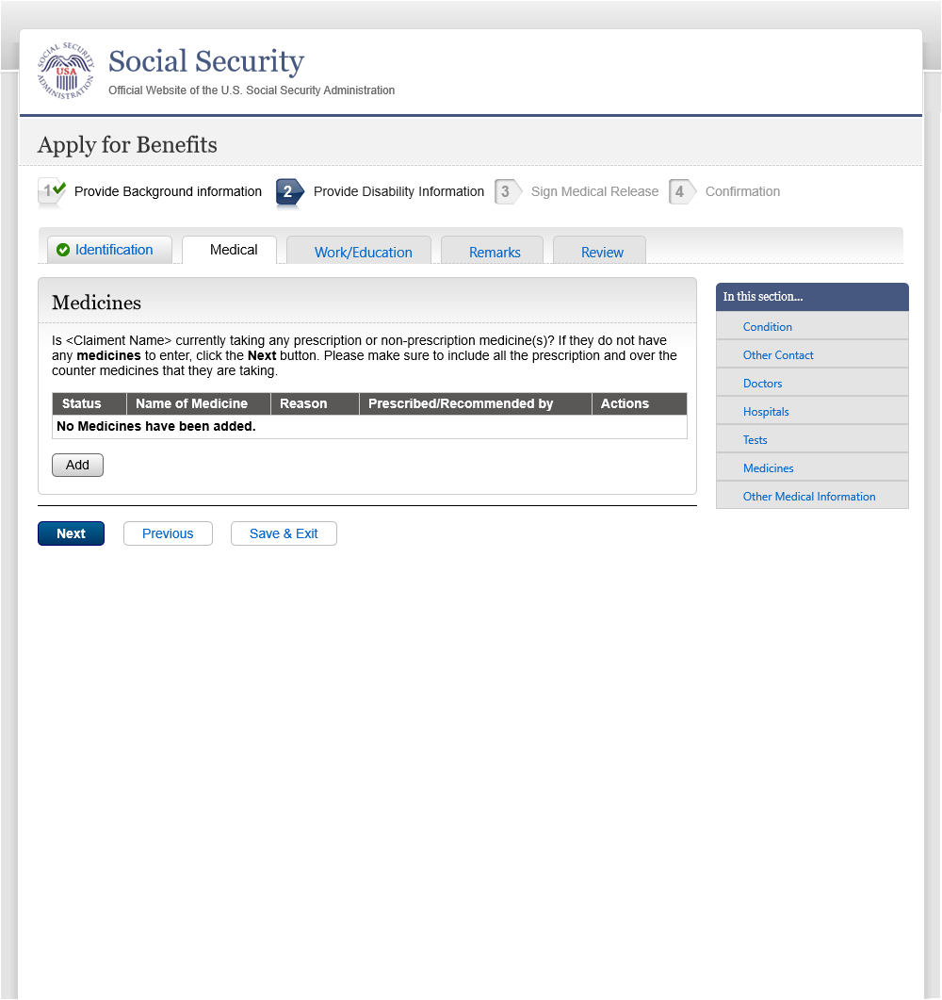 SOCIAL SECURITY ADMINISTRATION
USA
Social Security
Official Website of the U.S. Social Security Administration
Apply for Benefits
1 Provide Background information 2 Provide Disability Information 3 Sign Medical Release 4 Confirmation
Identification Medical Work/Education Remarks Review
Medicines
Is <Claiment Name> currently taking any prescription or non-prescription medicine(s)? If they do not have
any medicines to enter, click the Next button. Please make sure to include all the prescription and over the
counter medicines that they are taking.
Status Name of Medicine Reason Prescribed/Recommended by Actions
No Medicines have been added.
Add
Next Previous Save & Exit
In this section...
Condition
Other Contact
Doctors
Hospitals
Tests
Medicines
Other Medical Information